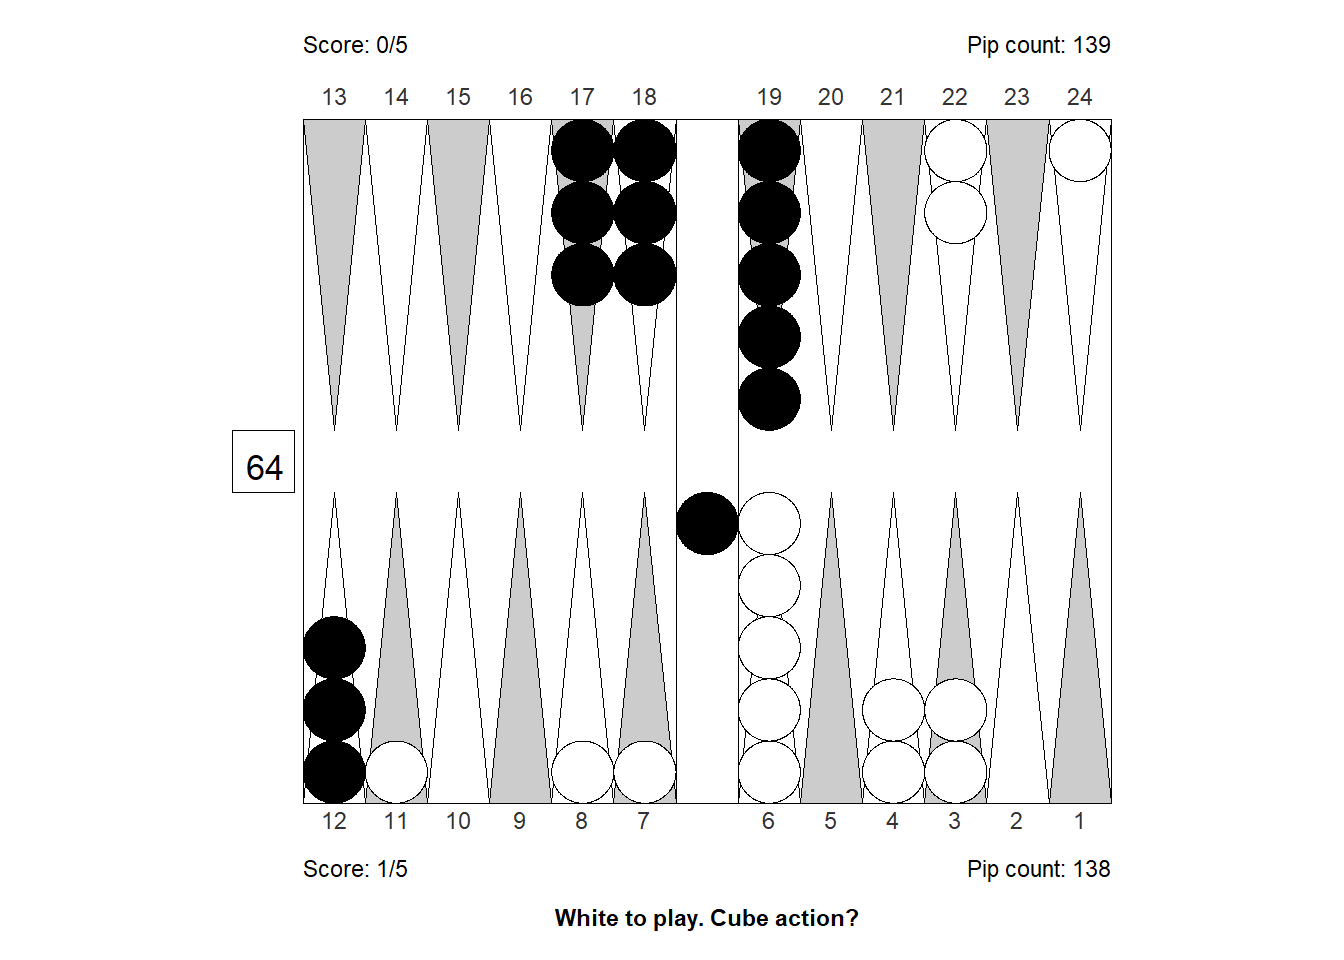 Score: 0/5 Pip count: 139
13 14 15 16 17 18 19 20 21 22 23 24
64
12 11 10 9 8 7 6 5 4 3 2 1
Score: 1/5 Pip count: 138
White to play. Cube action?